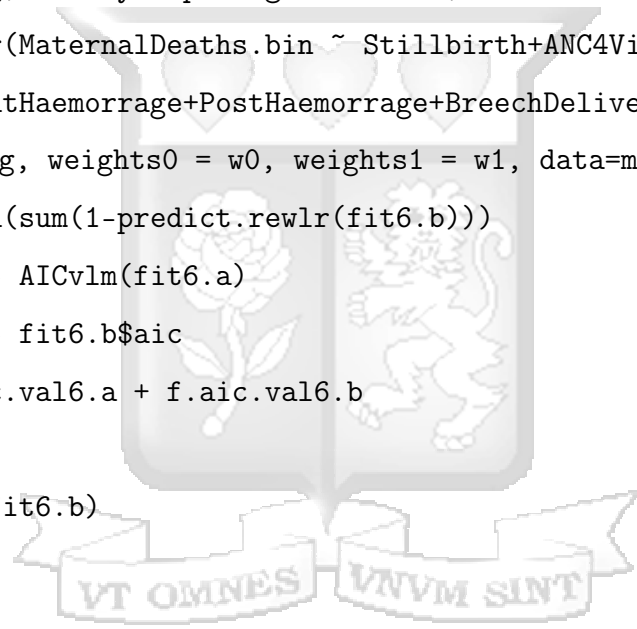 r(MaternalDeaths.bin ~ Stillbirth+ANC4Vi
tHaemorrage+PostHaemorrage+BreechDelive
g, weights0 = w0, weights1 = w1, data=m
(sum(1-predict.rewlr(fit6.b)))
AICvlm(fit6.a)
fit6.b$aic
.val6.a + f.aic.val6.b
it6.b)
VT OMNES VNVM SINT